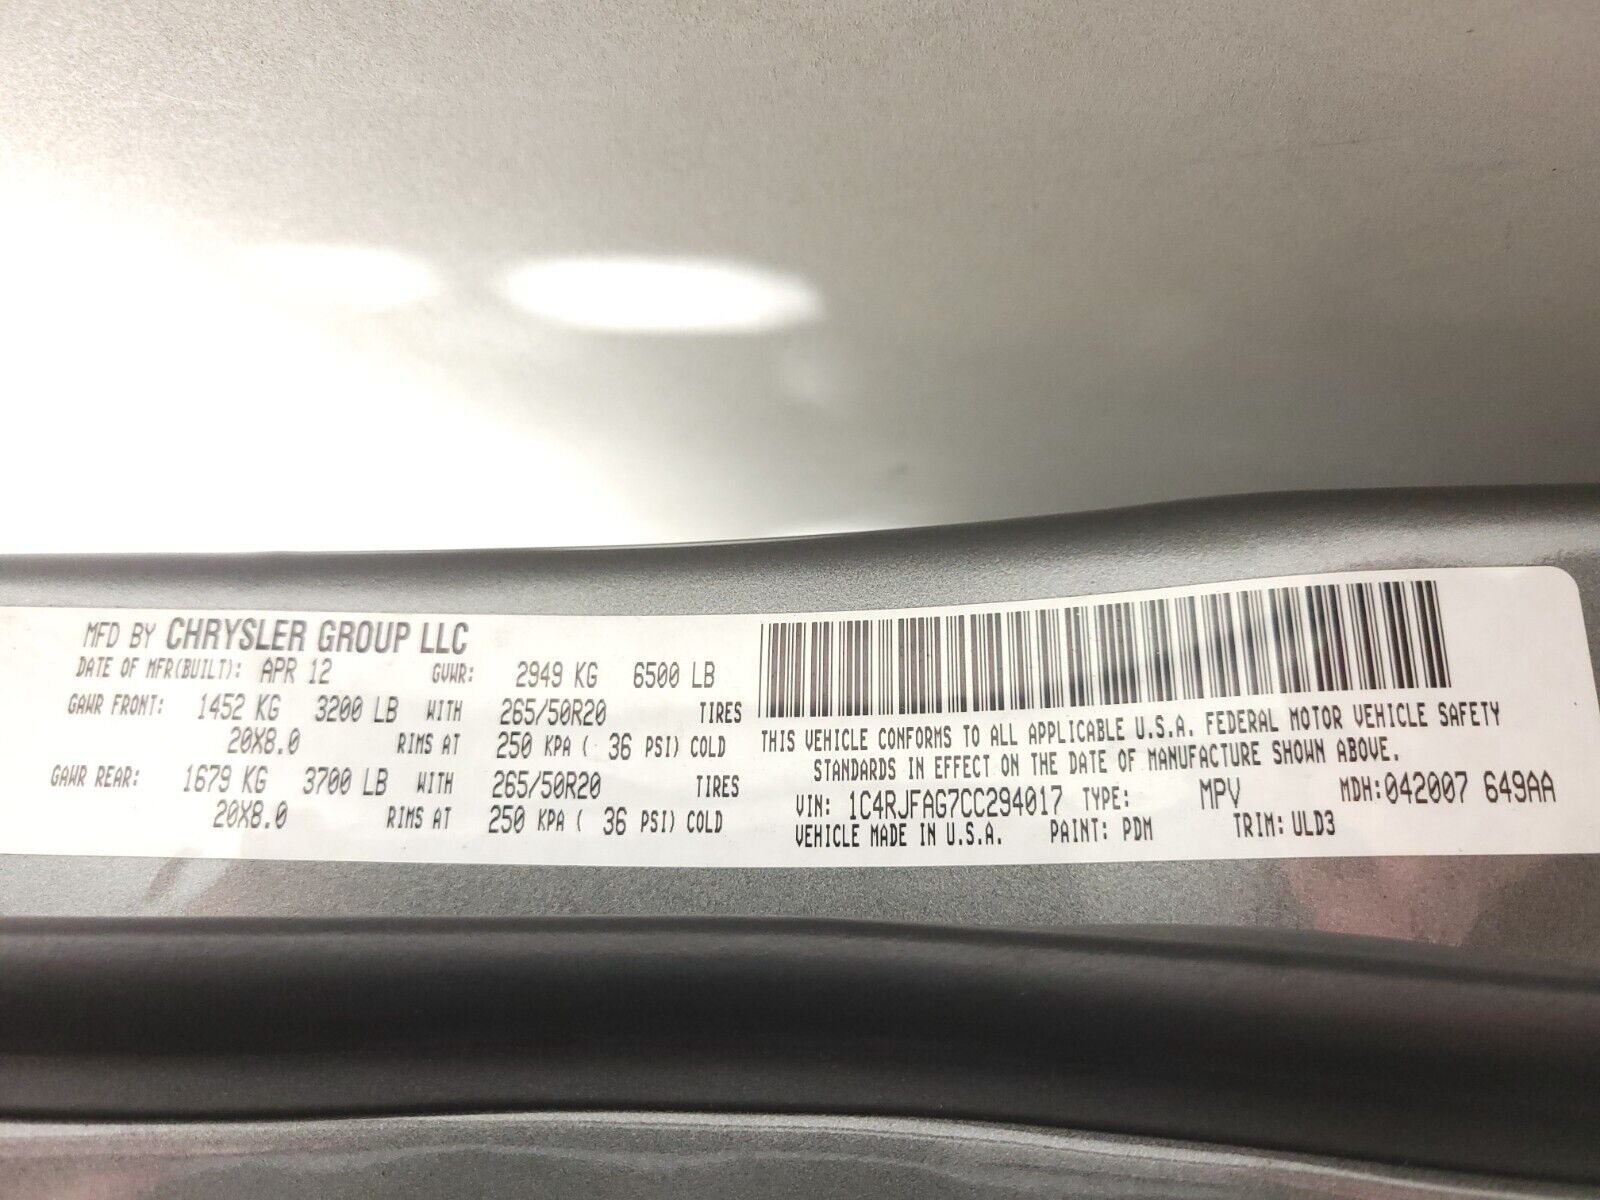 MFD BY CHRYSLER GROUP LLC
DATE OF MFR(BUILT): APR 12 GVWR: 2949 KG 6500 LB
GAWR FRONT: 1452 KG 3200 LB WITH 265/50R20 TIRES
20X8.0 RIMS AT 250 KPA ( 36 PSI) COLD
GAWR REAR: 1679 KG 3700 LB WITH 265/50R20 TIRES
20X8.0 RIMS AT 250 KPA ( 36 PSI) COLD
THIS VEHICLE CONFORMS TO ALL APPLICABLE U.S.A. FEDERAL MOTOR VEHICLE SAFETY
STANDARDS IN EFFECT ON THE DATE OF MANUFACTURE SHOWN ABOVE.
VIN: 1C4RJFAG7CC294017 TYPE: MPV MDH:042007 649AA
VEHICLE MADE IN U.S.A. PAINT: PDM TRIM: ULD3